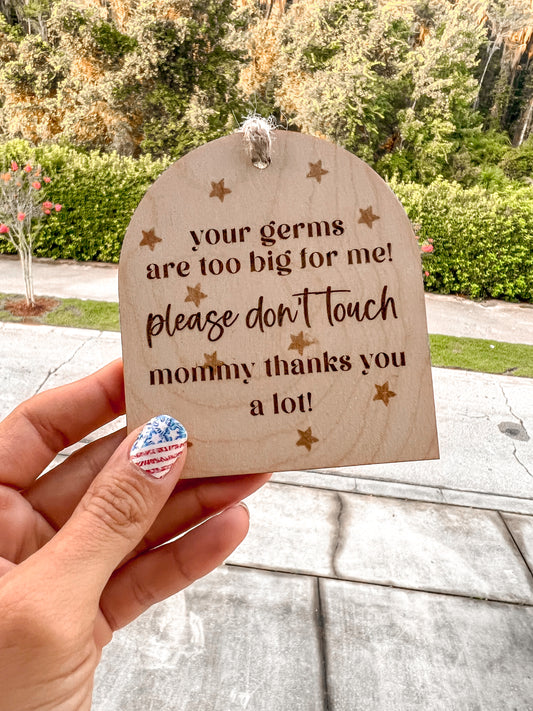 your germs
are too big for me!
please don't touch
mommy thanks you
a lot!